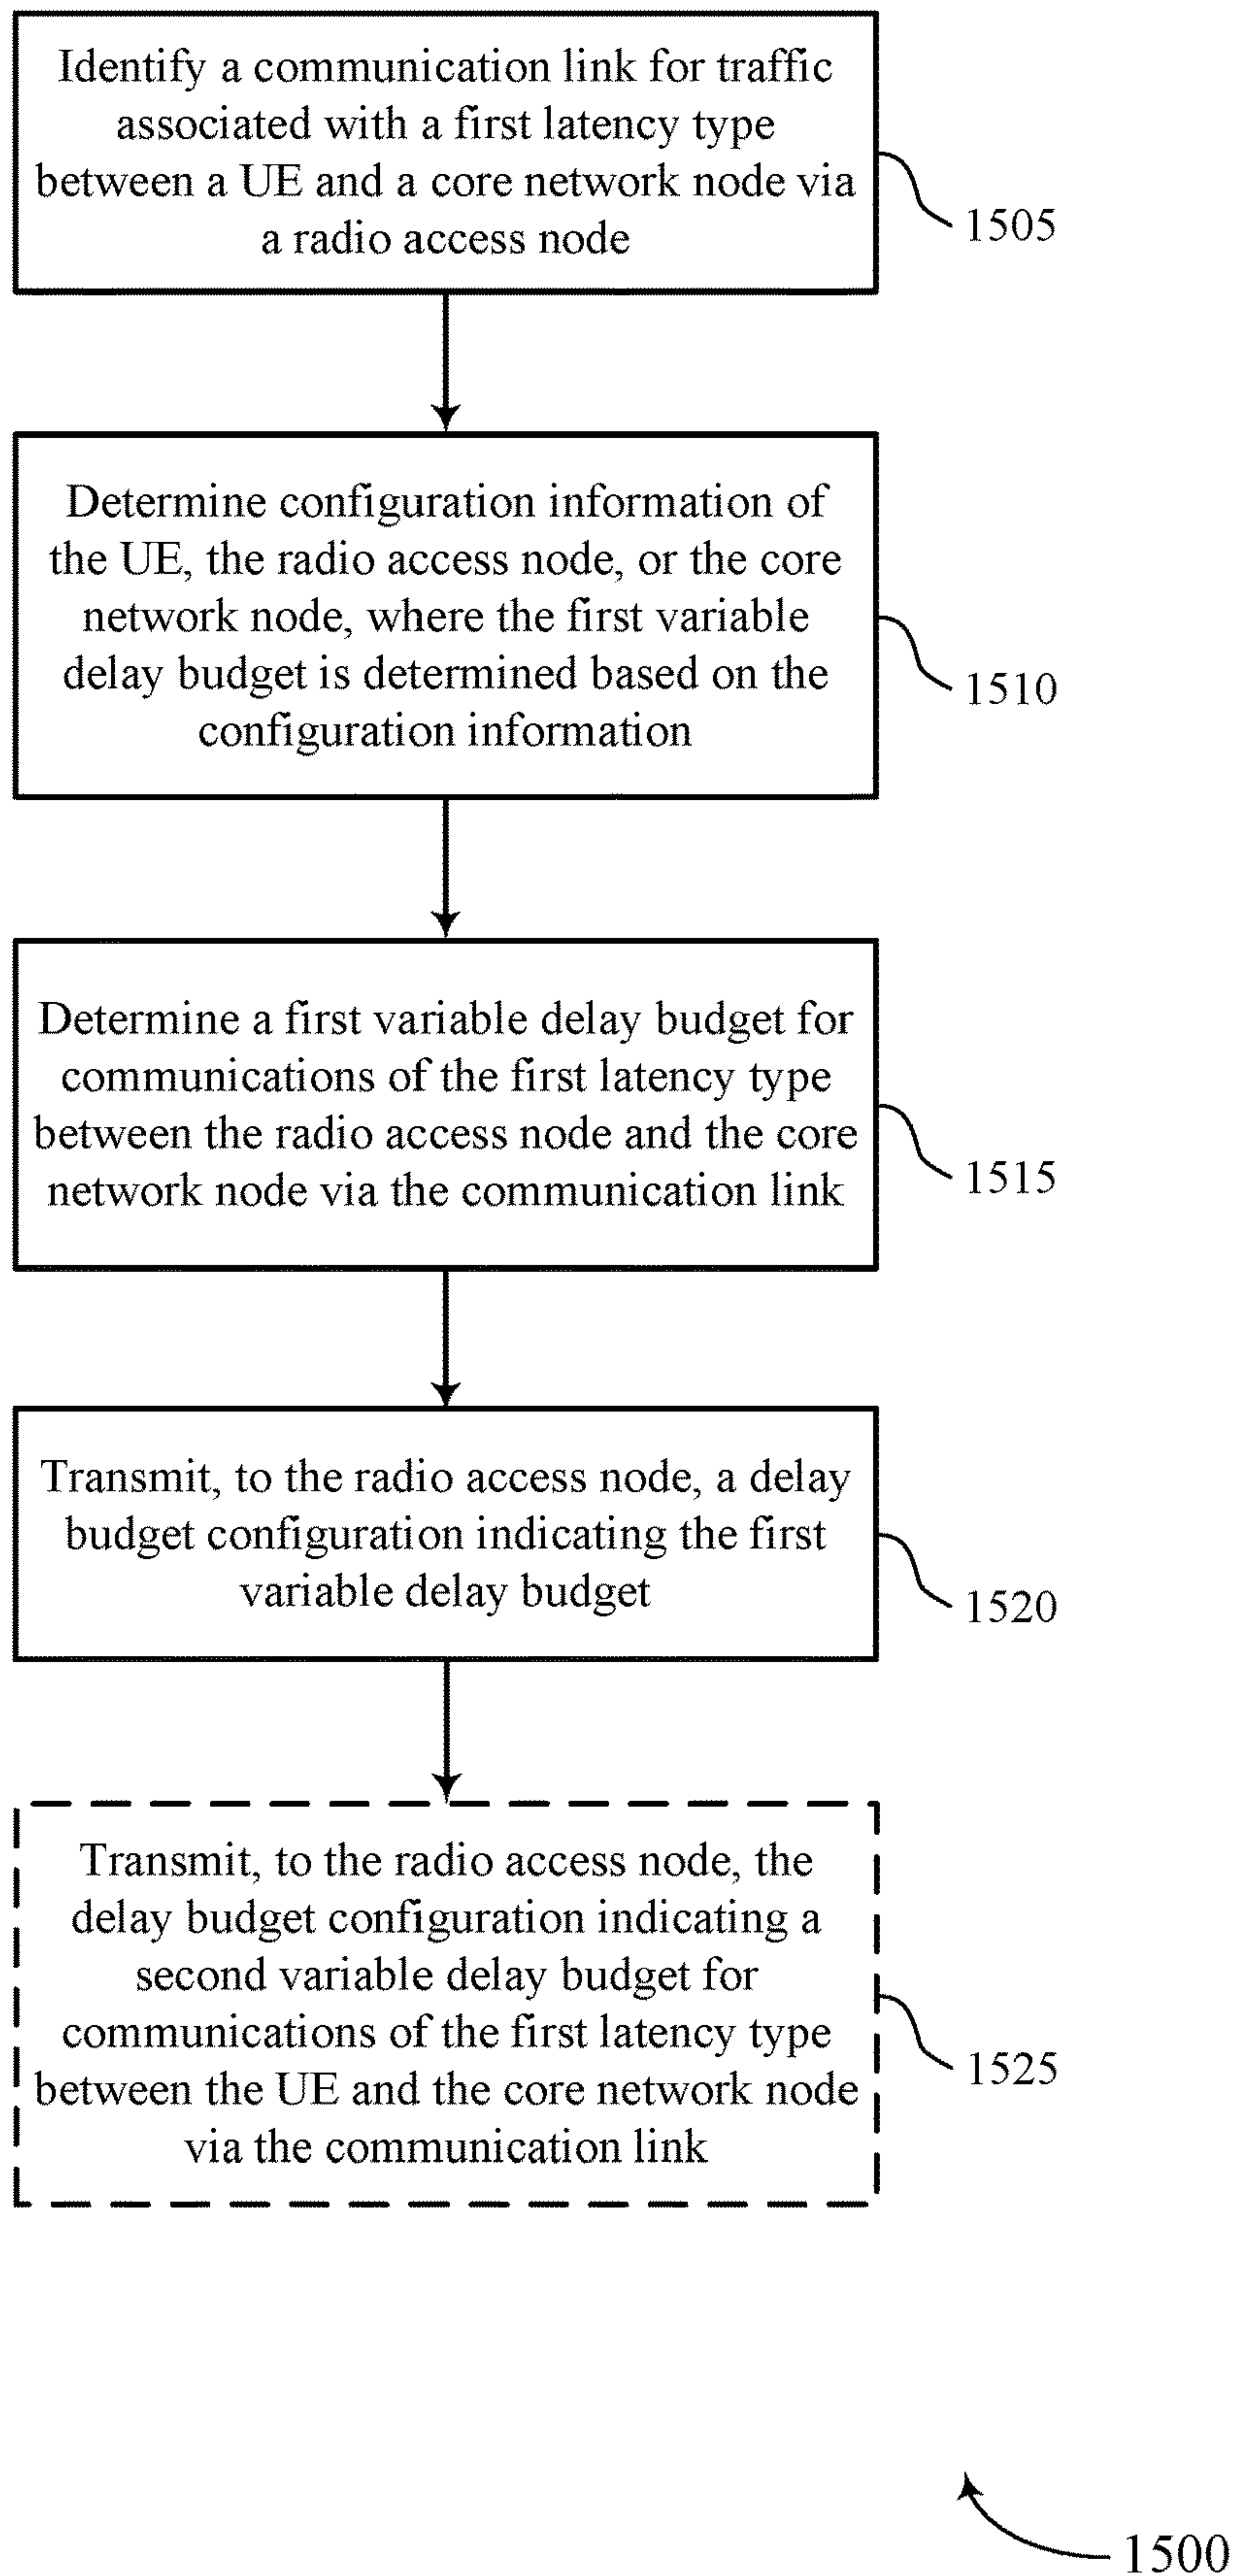 Identify a communication link for traffic
associated with a first latency type
between a UE and a core network node via
a radio access node
1505
Determine configuration information of
the UE, the radio access node, or the core
network node, where the first variable
delay budget is determined based on the
configuration information
1510
Determine a first variable delay budget for
communications of the first latency type
between the radio access node and the core
network node via the communication link
1515
Transmit, to the radio access node, a delay
budget configuration indicating the first
variable delay budget
1520
Transmit, to the radio access node, the
delay budget configuration indicating a
second variable delay budget for
communications of the first latency type
between the UE and the core network node
via the communication link
1525
1500